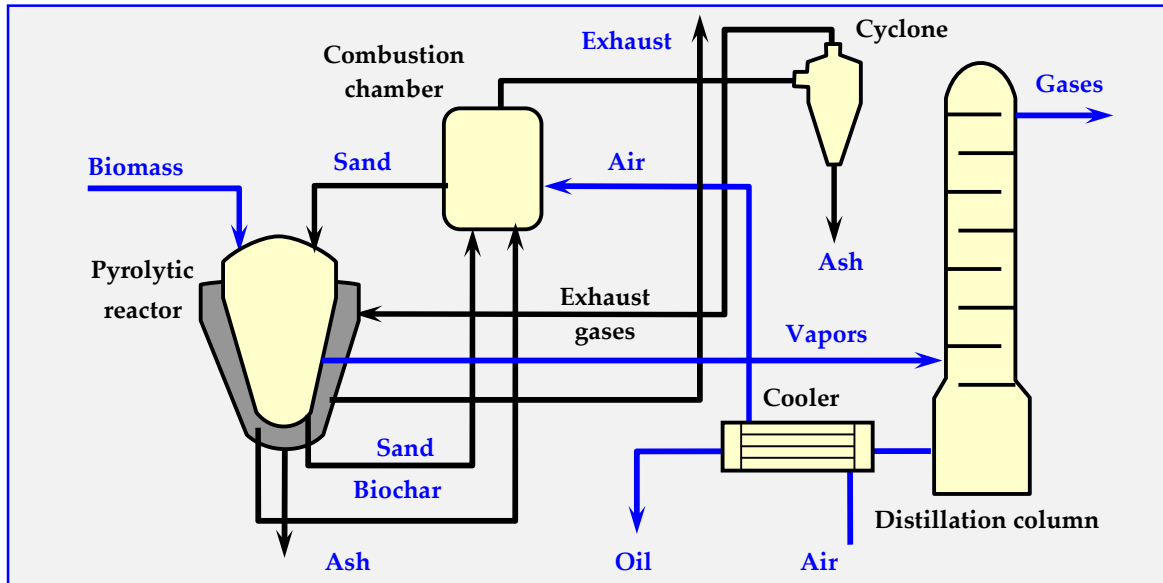 Exhaust
Cyclone
Combustion
chamber
Gases
Biomass
Sand
Air
Pyrolytic
reactor
Ash
Exhaust
gases
Vapors
Cooler
Sand
Biochar
Distillation column
Ash
Oil
Air